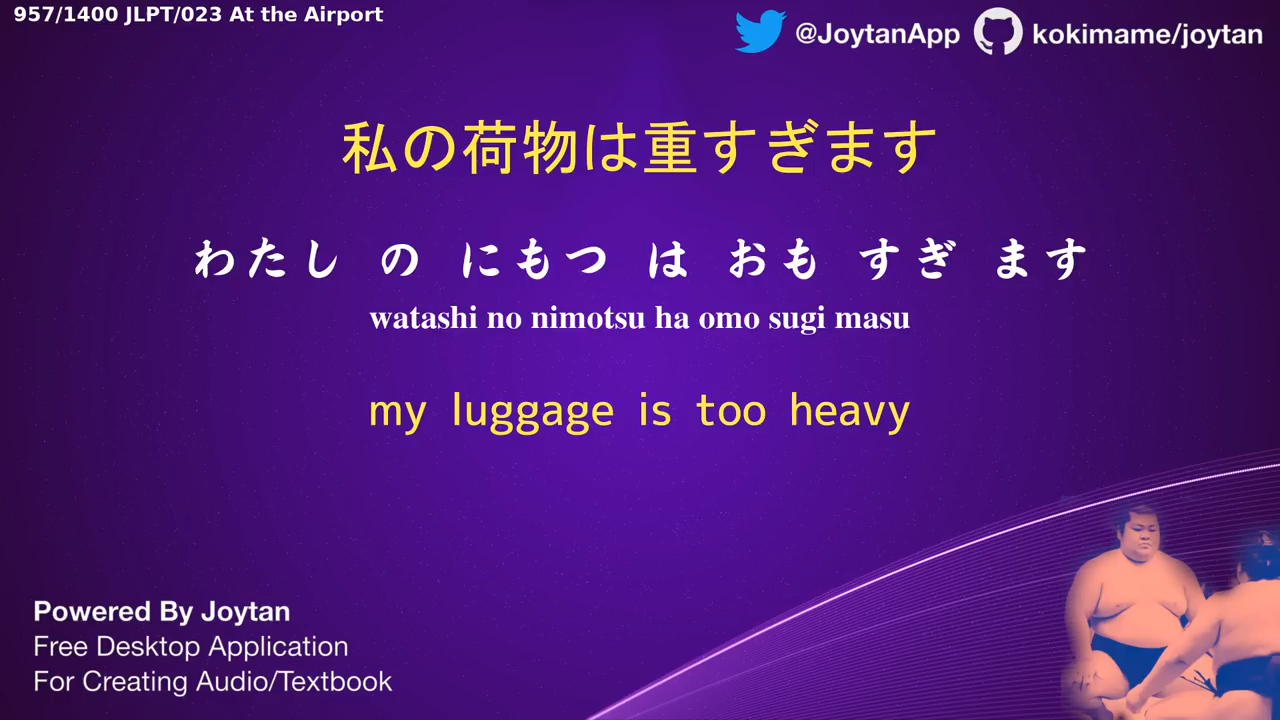 957/1400 JLPT/023 At the Airport
@JoytanApp kokimame/joytan
私の荷物は重すぎます
わたし の にもつ は おも すぎ ます
watashi no nimotsu ha omo sugi masu
my luggage is too heavy
Powered By Joytan
Free Desktop Application
For Creating Audio/Textbook